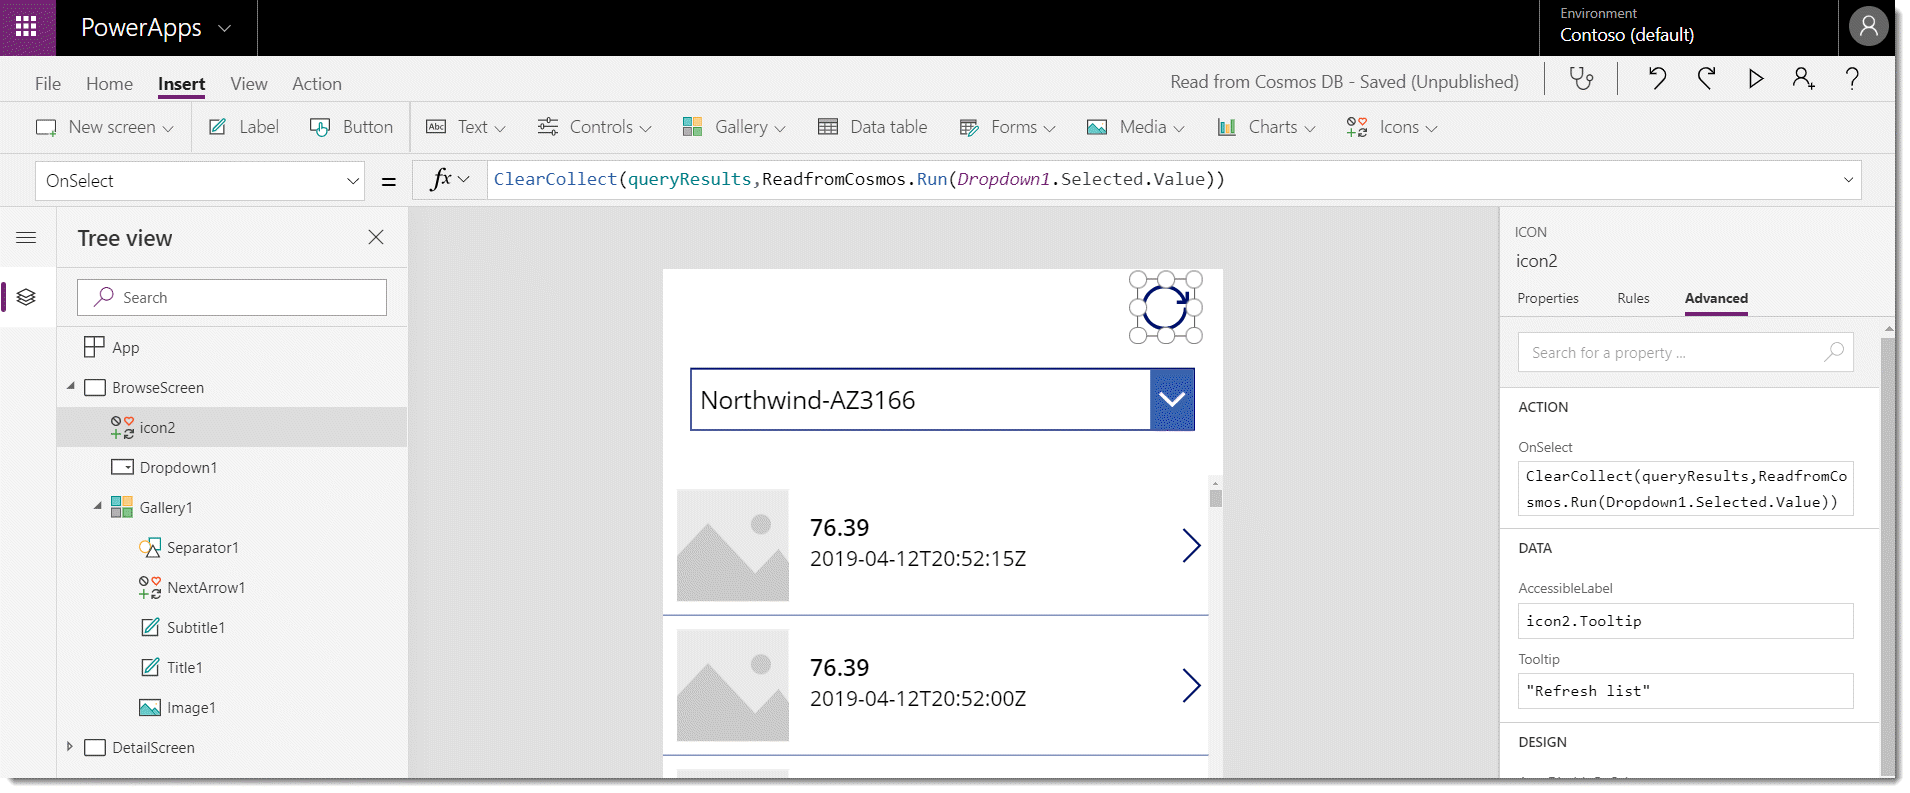 PowerApps
Environment
Contoso (default)
File Home Insert View Action
Read from Cosmos DB - Saved (Unpublished)
New screen Label Button Abc Text Controls Gallery Data table Forms Media Charts Icons
OnSelect = fx ClearCollect(queryResults,ReadfromCosmos.Run(Dropdown1.Selected.Value))
Tree view
Search
App
BrowseScreen
icon2
Dropdown1
Gallery1
Separator1
NextArrow1
Subtitle1
Title1
Image1
DetailScreen
Northwind-AZ3166
76.39
2019-04-12T20:52:15Z
76.39
2019-04-12T20:52:00Z
ICON
icon2
Properties Rules Advanced
Search for a property ...
ACTION
OnSelect
ClearCollect(queryResults,ReadfromCo
smos.Run(Dropdown1.Selected.Value))
DATA
AccessibleLabel
icon2.Tooltip
Tooltip
"Refresh list"
DESIGN